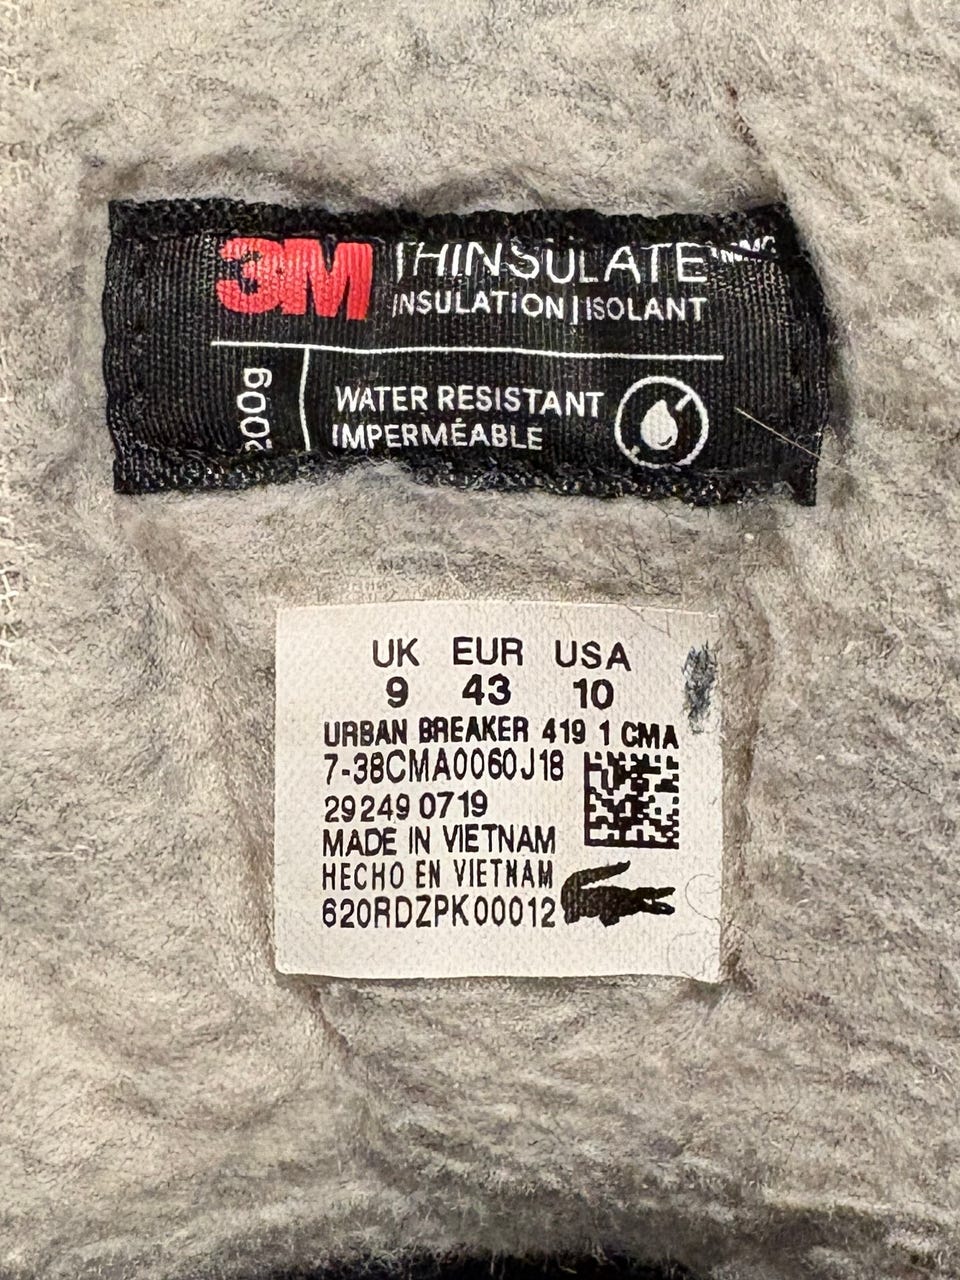 3M THINSULATE™MC
INSULATION | ISOLANT
200g
WATER RESISTANT
IMPERMÉABLE
UK EUR USA
9 43 10
URBAN BREAKER 419 1 CMA
7-38CMA0060J18
29249 0719
MADE IN VIETNAM
HECHO EN VIETNAM
620RDZPK00012